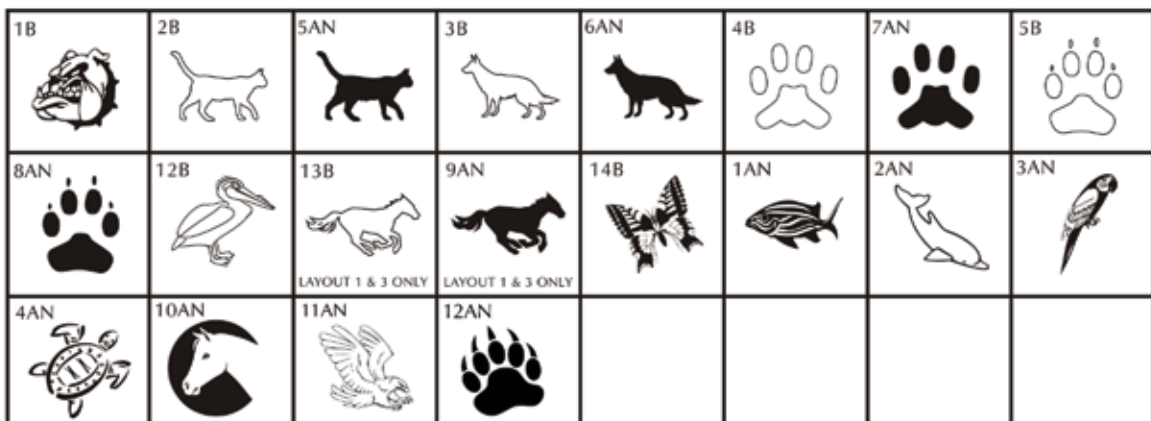 1B
2B
5AN
3B
6AN
4B
7AN
5B
8AN
12B
13B
9AN
14B
1AN
2AN
3AN
LAYOUT 1 & 3 ONLY
LAYOUT 1 & 3 ONLY
4AN
10AN
11AN
12AN